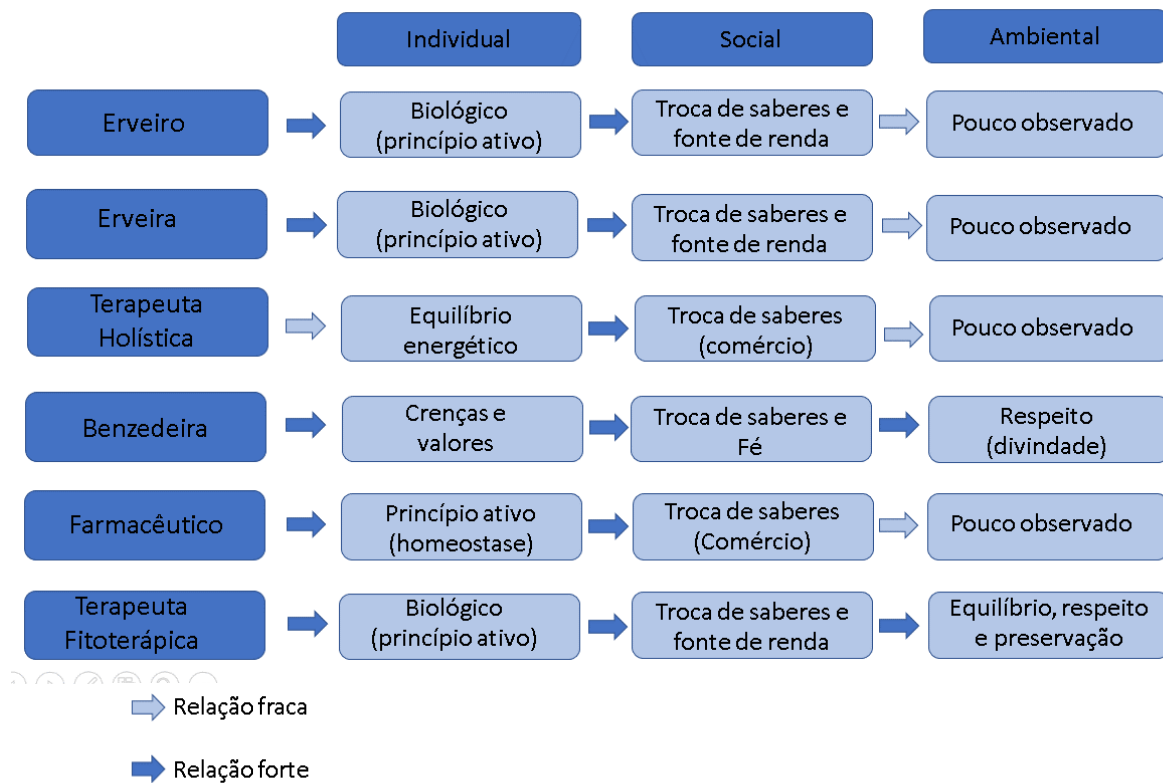 Individual
Social
Ambiental
Erveiro
Biológico
(princípio ativo)
Troca de saberes e
fonte de renda
Pouco observado
Erveira
Biológico
(princípio ativo)
Troca de saberes e
fonte de renda
Pouco observado
Terapeuta
Holística
Equilíbrio
energético
Troca de saberes
(comércio)
Pouco observado
Benzedeira
Crenças e
valores
Troca de saberes e
Fé
Respeito
(divindade)
Farmacêutico
Princípio ativo
(homeostase)
Troca de saberes
(Comércio)
Pouco observado
Terapeuta
Fitoterápica
Biológico
(princípio ativo)
Troca de saberes e
fonte de renda
Equilíbrio, respeito
e preservação
Relação fraca
Relação forte